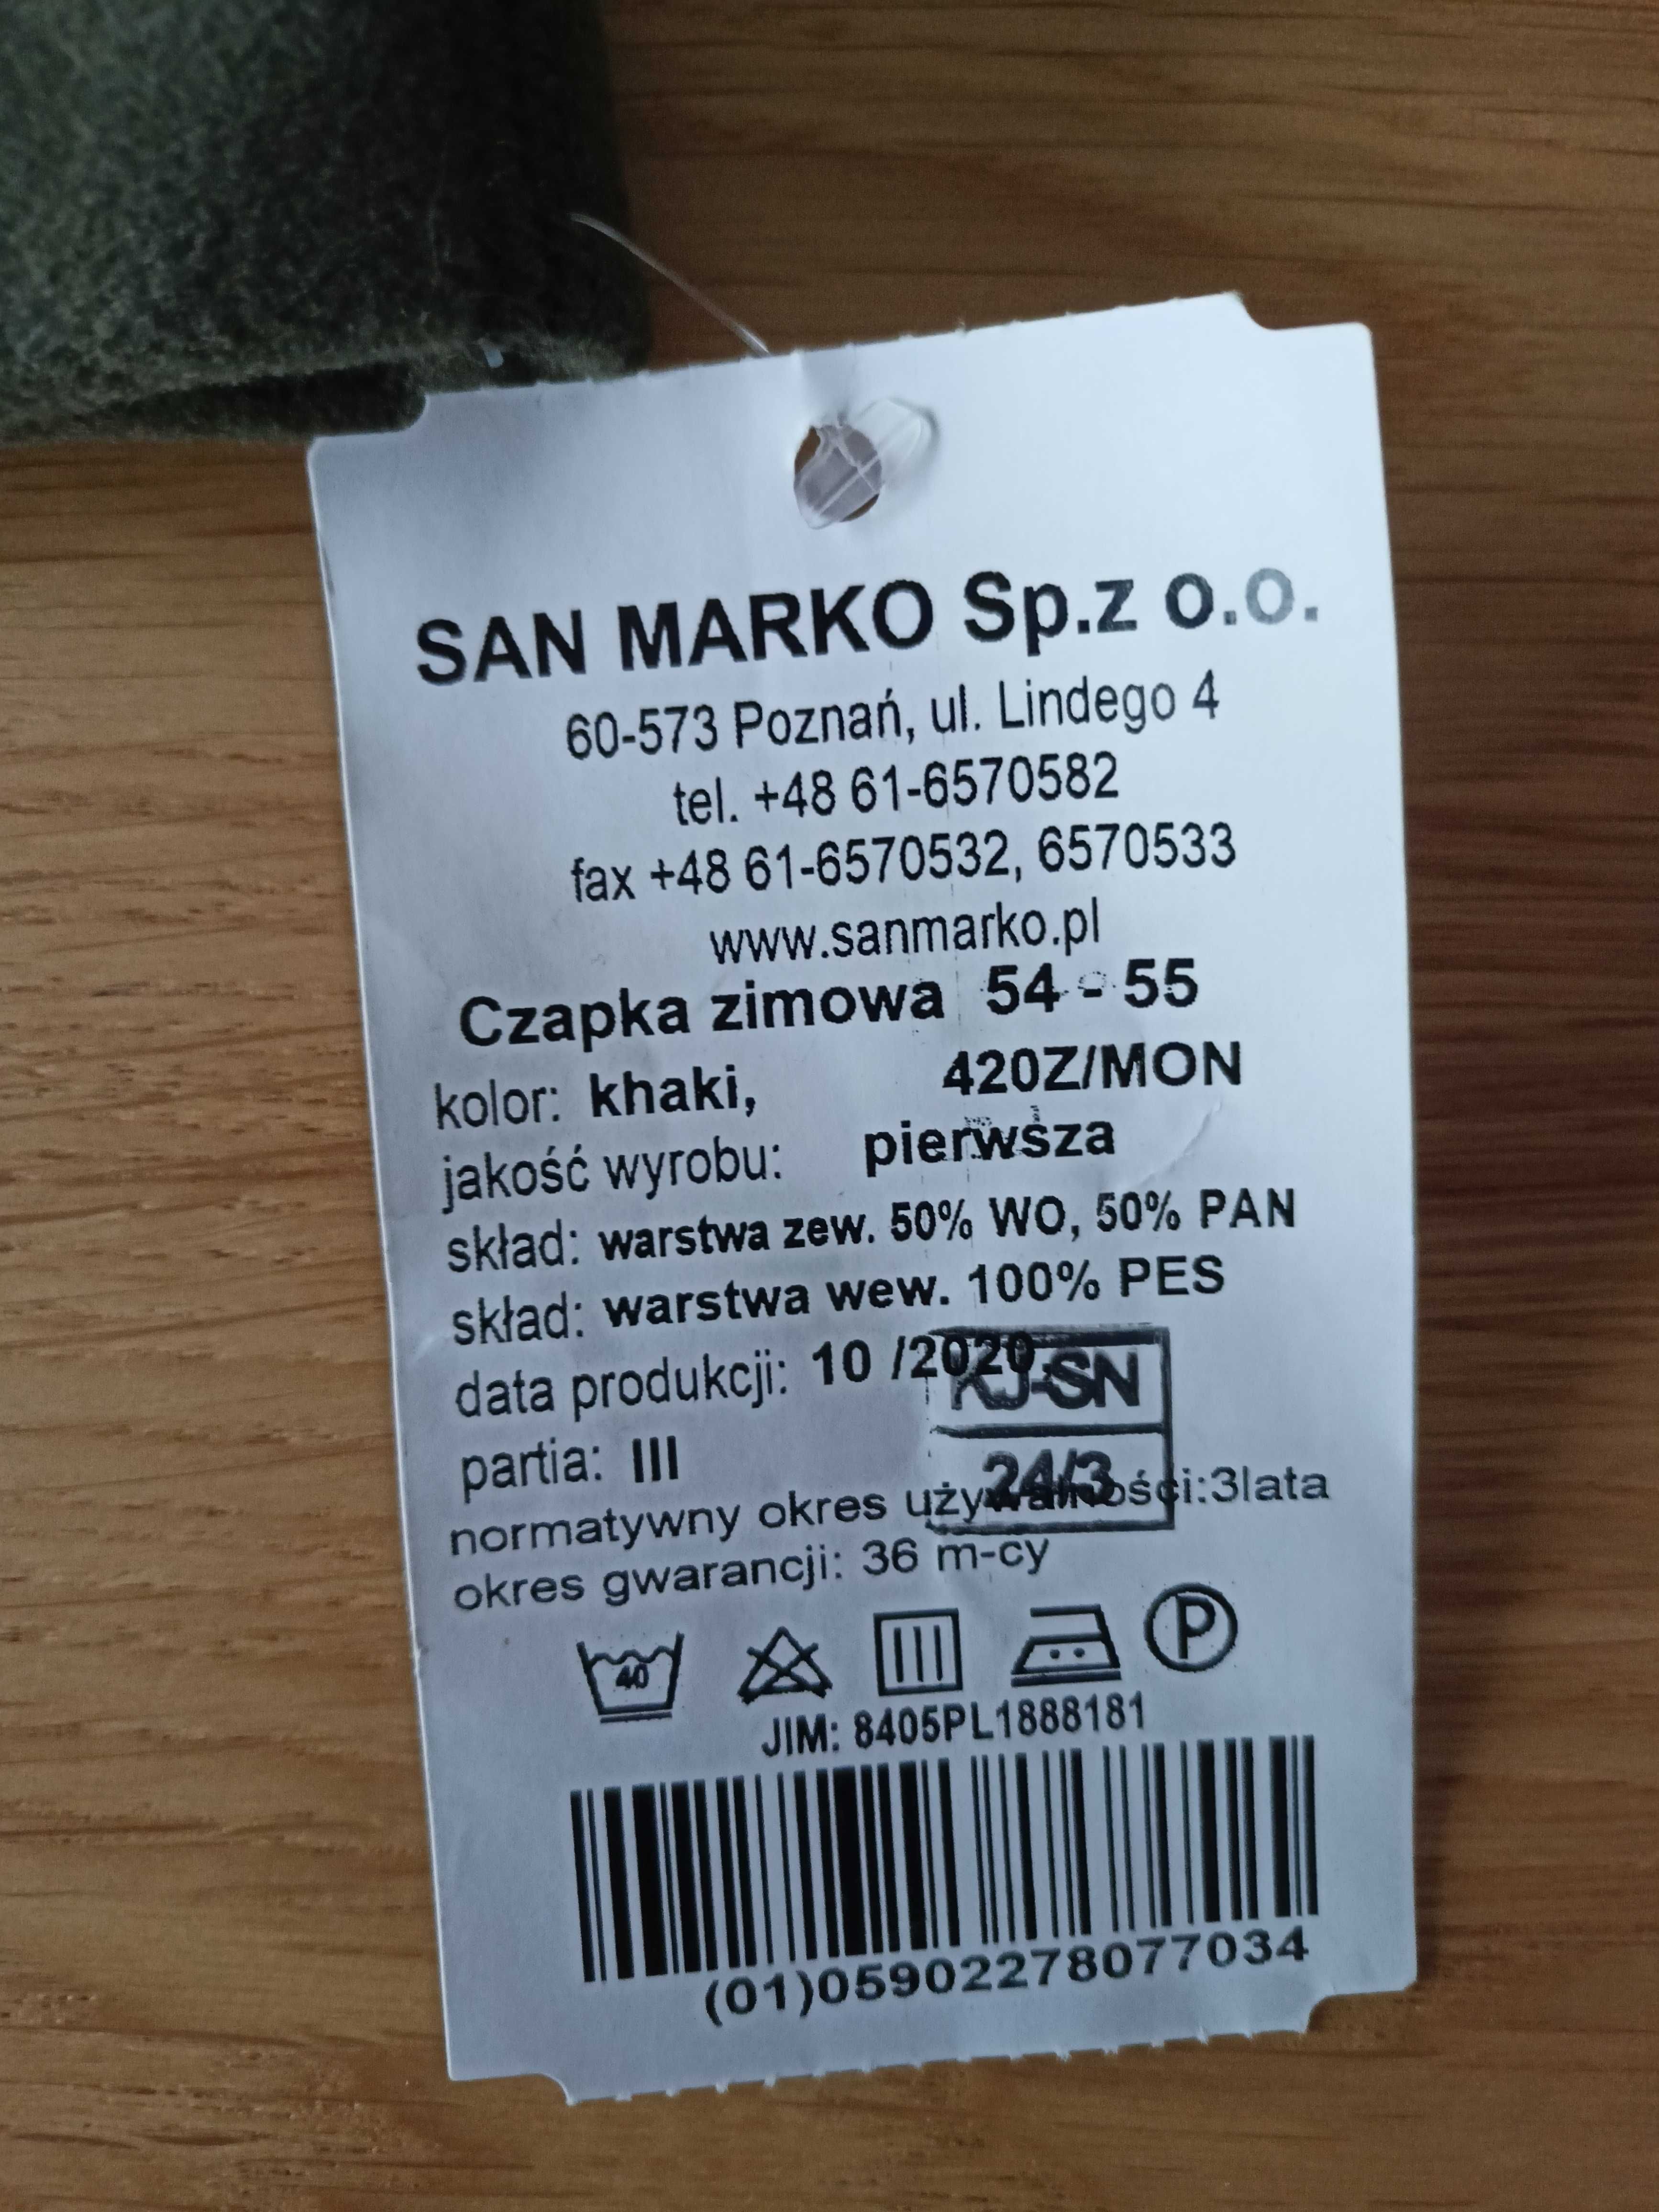 SAN MARKO Sp.z o.o.
60-573 Poznań, ul. Lindego 4
tel. +48 61-6570582
fax +48 61-6570532, 6570533
www.sanmarko.pl
Czapka zimowa 54 - 55
kolor: khaki, 420Z/MON
jakość wyrobu: pierwsza
skład: warstwa zew. 50% WO, 50% PAN
skład: warstwa wew. 100% PES
data produkcji: 10 /2020
KJ-SN
partia: III
24/3
normatywny okres używalności:3lata
okres gwarancji: 36 m-cy
40
P
JIM: 8405PL1888181
(01)05902278077034